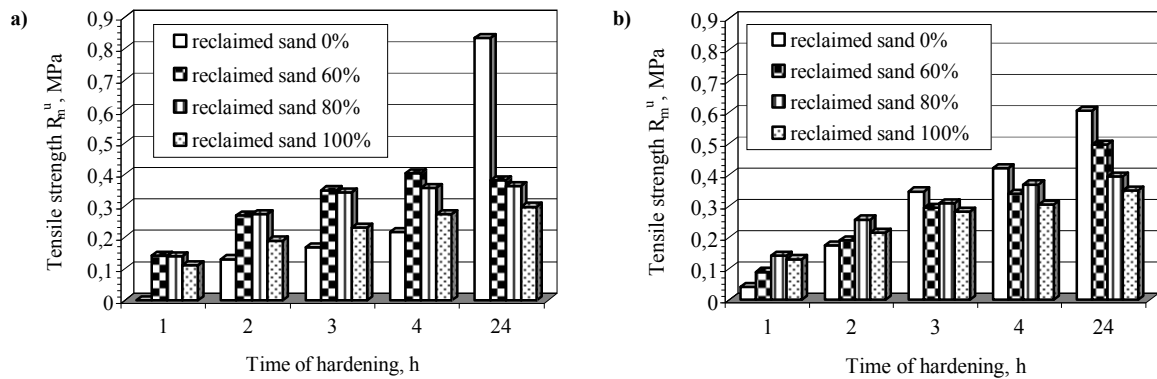 a)
Tensile strength Rₘᵘ, MPa
0,9
0,8
0,7
0,6
0,5
0,4
0,3
0,2
0,1
0
reclaimed sand 0%
reclaimed sand 60%
reclaimed sand 80%
reclaimed sand 100%
1 2 3 4 24
Time of hardening, h
b)
Tensile strength Rₘᵘ, MPa
0,9
0,8
0,7
0,6
0,5
0,4
0,3
0,2
0,1
0
reclaimed sand 0%
reclaimed sand 60%
reclaimed sand 80%
reclaimed sand 100%
1 2 3 4 24
Time of hardening, h